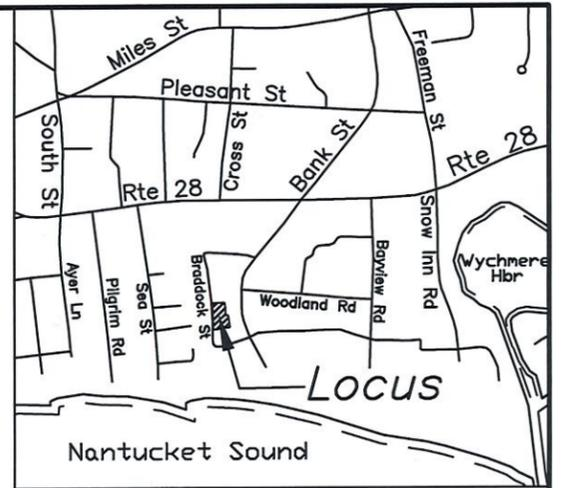 Miles St
Freeman St
Pleasant St
South St
Cross St
Bank St
Rte 28
Rte 28
Snow Inn Rd
Wychmere
Hbr
Braddock St
Bayview Rd
Ayer Ln
Pilgrim Rd
Sea St
Woodland Rd
Locus
Nantucket Sound